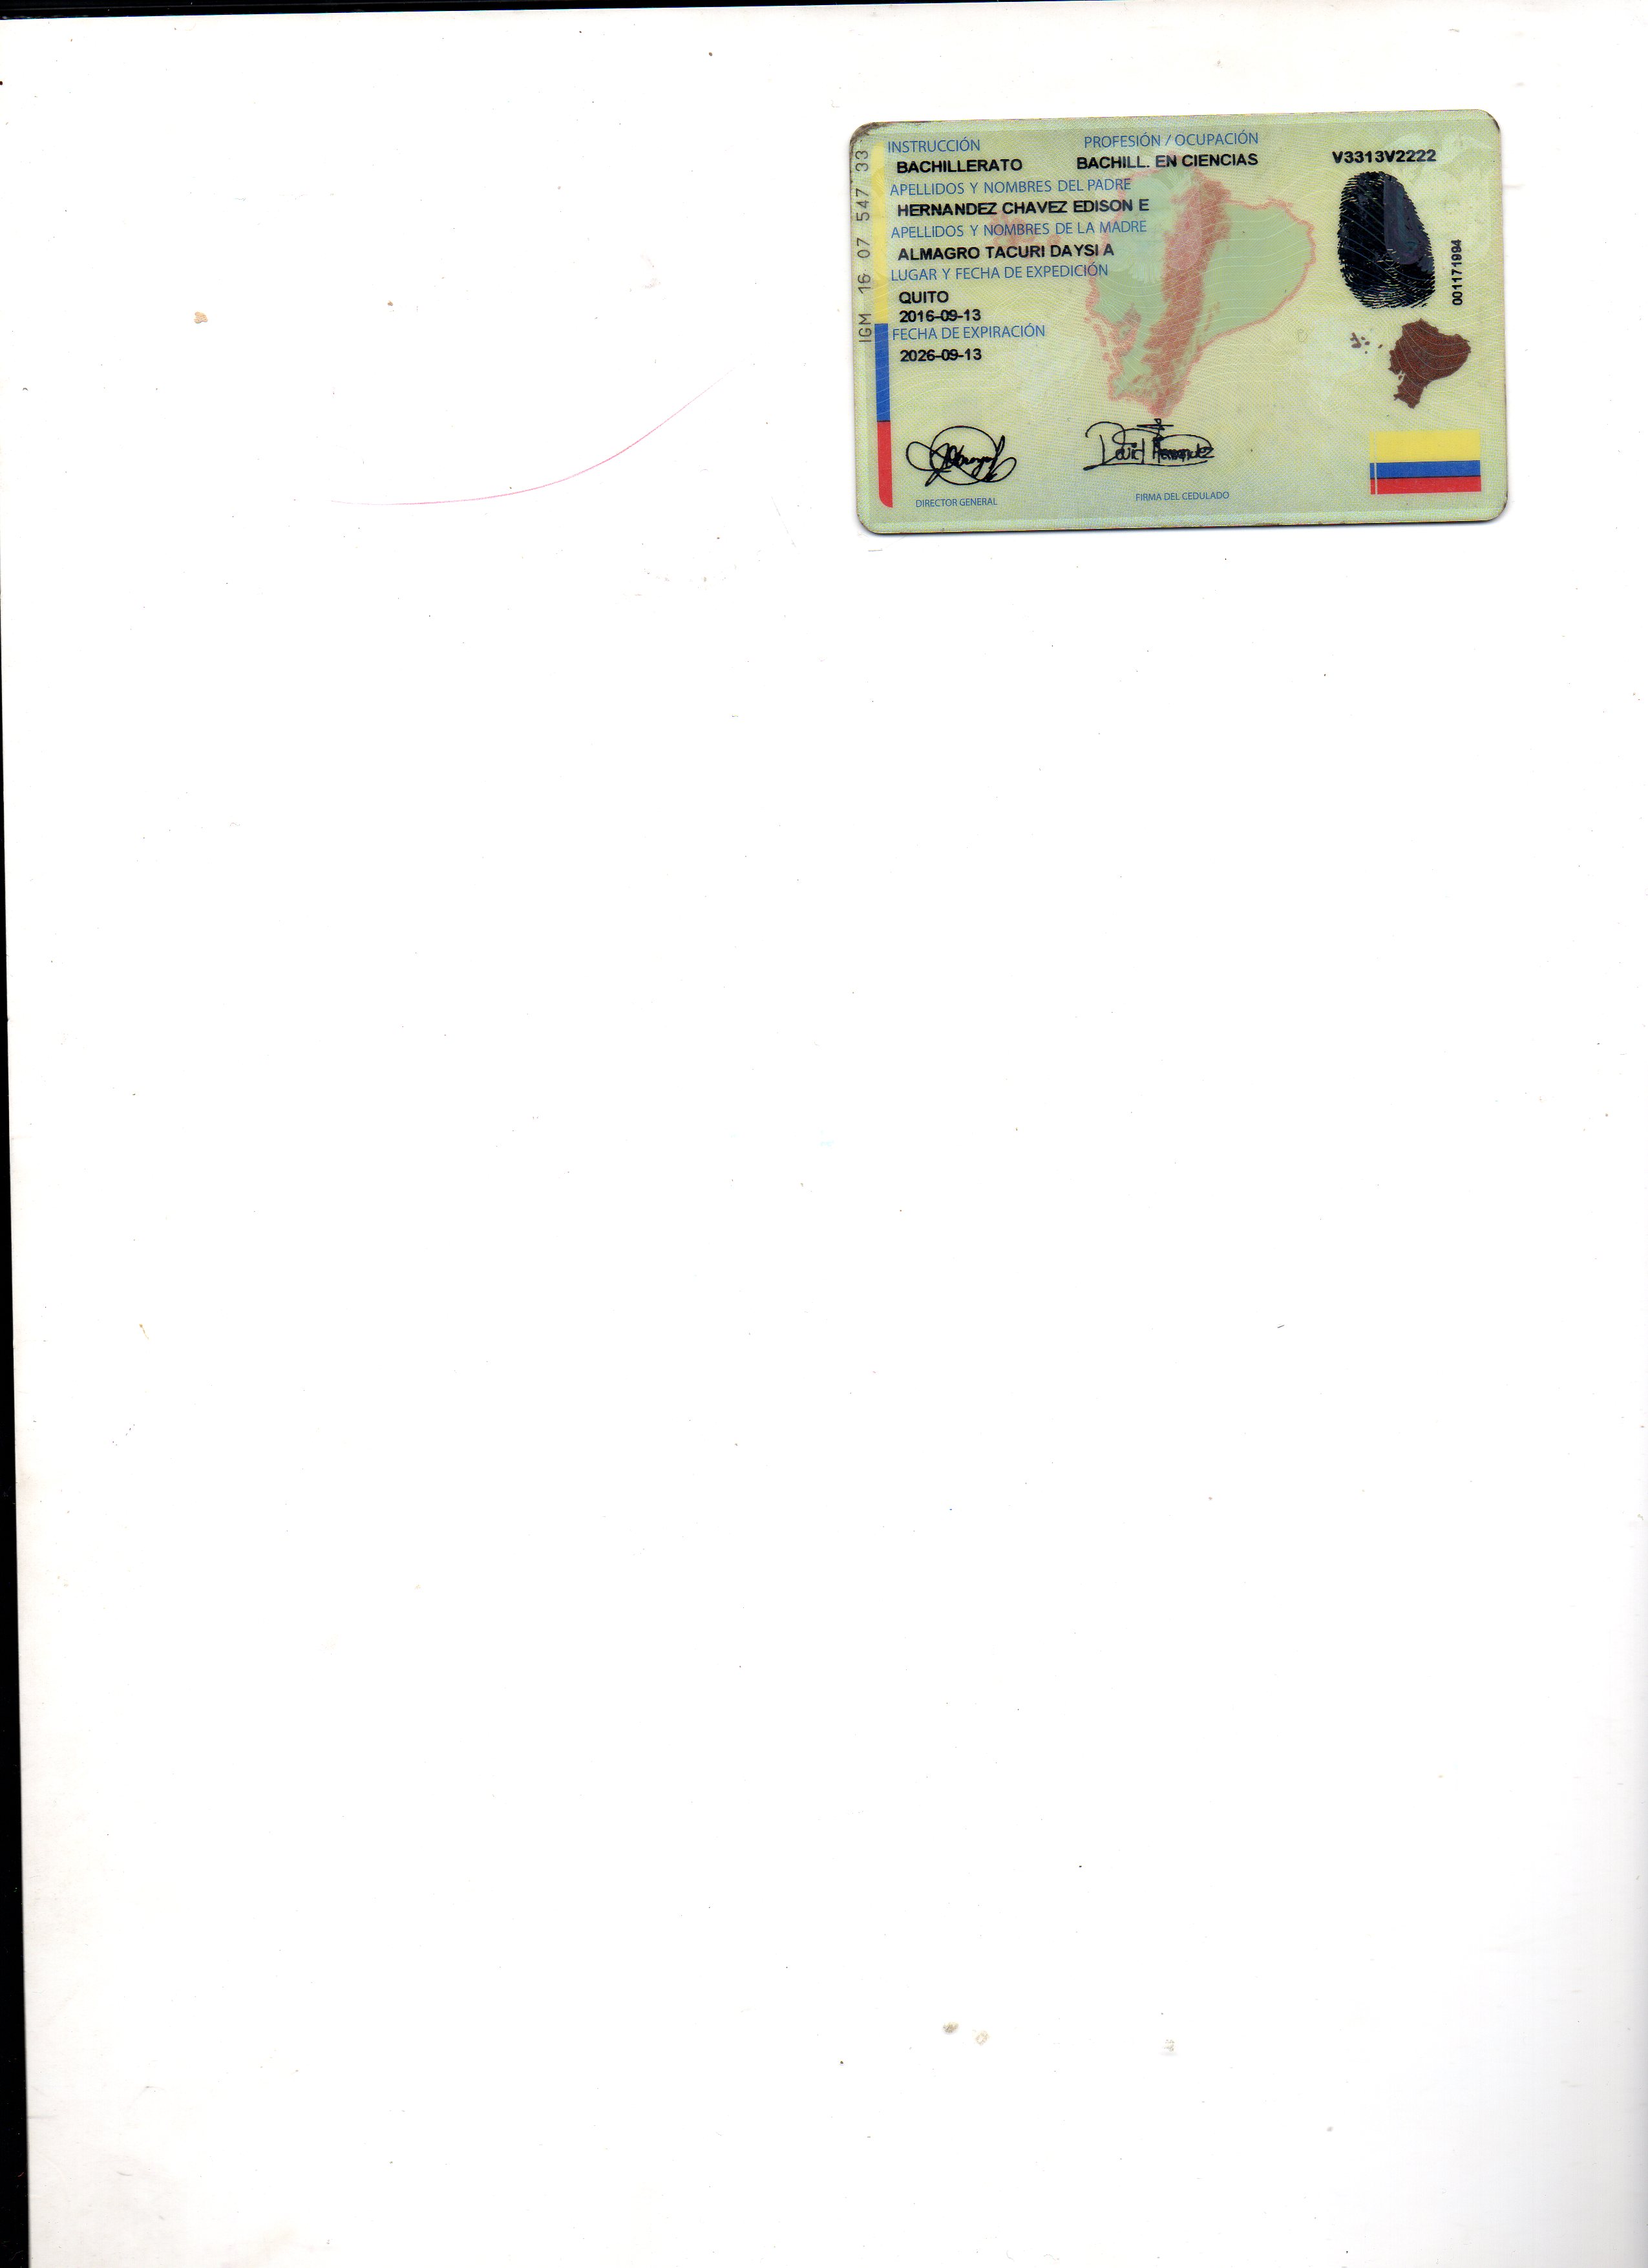 INSTRUCCIÓN PROFESIÓN / OCUPACIÓN
BACHILLERATO BACHILL. EN CIENCIAS V3313V2222
APELLIDOS Y NOMBRES DEL PADRE
HERNANDEZ CHAVEZ EDISON E
APELLIDOS Y NOMBRES DE LA MADRE
ALMAGRO TACURI DAYSI A
LUGAR Y FECHA DE EXPEDICIÓN
QUITO
2016-09-13
FECHA DE EXPIRACIÓN
2026-09-13
IGM 16 07 547 33
001171994
David Hernandez
DIRECTOR GENERAL
FIRMA DEL CEDULADO